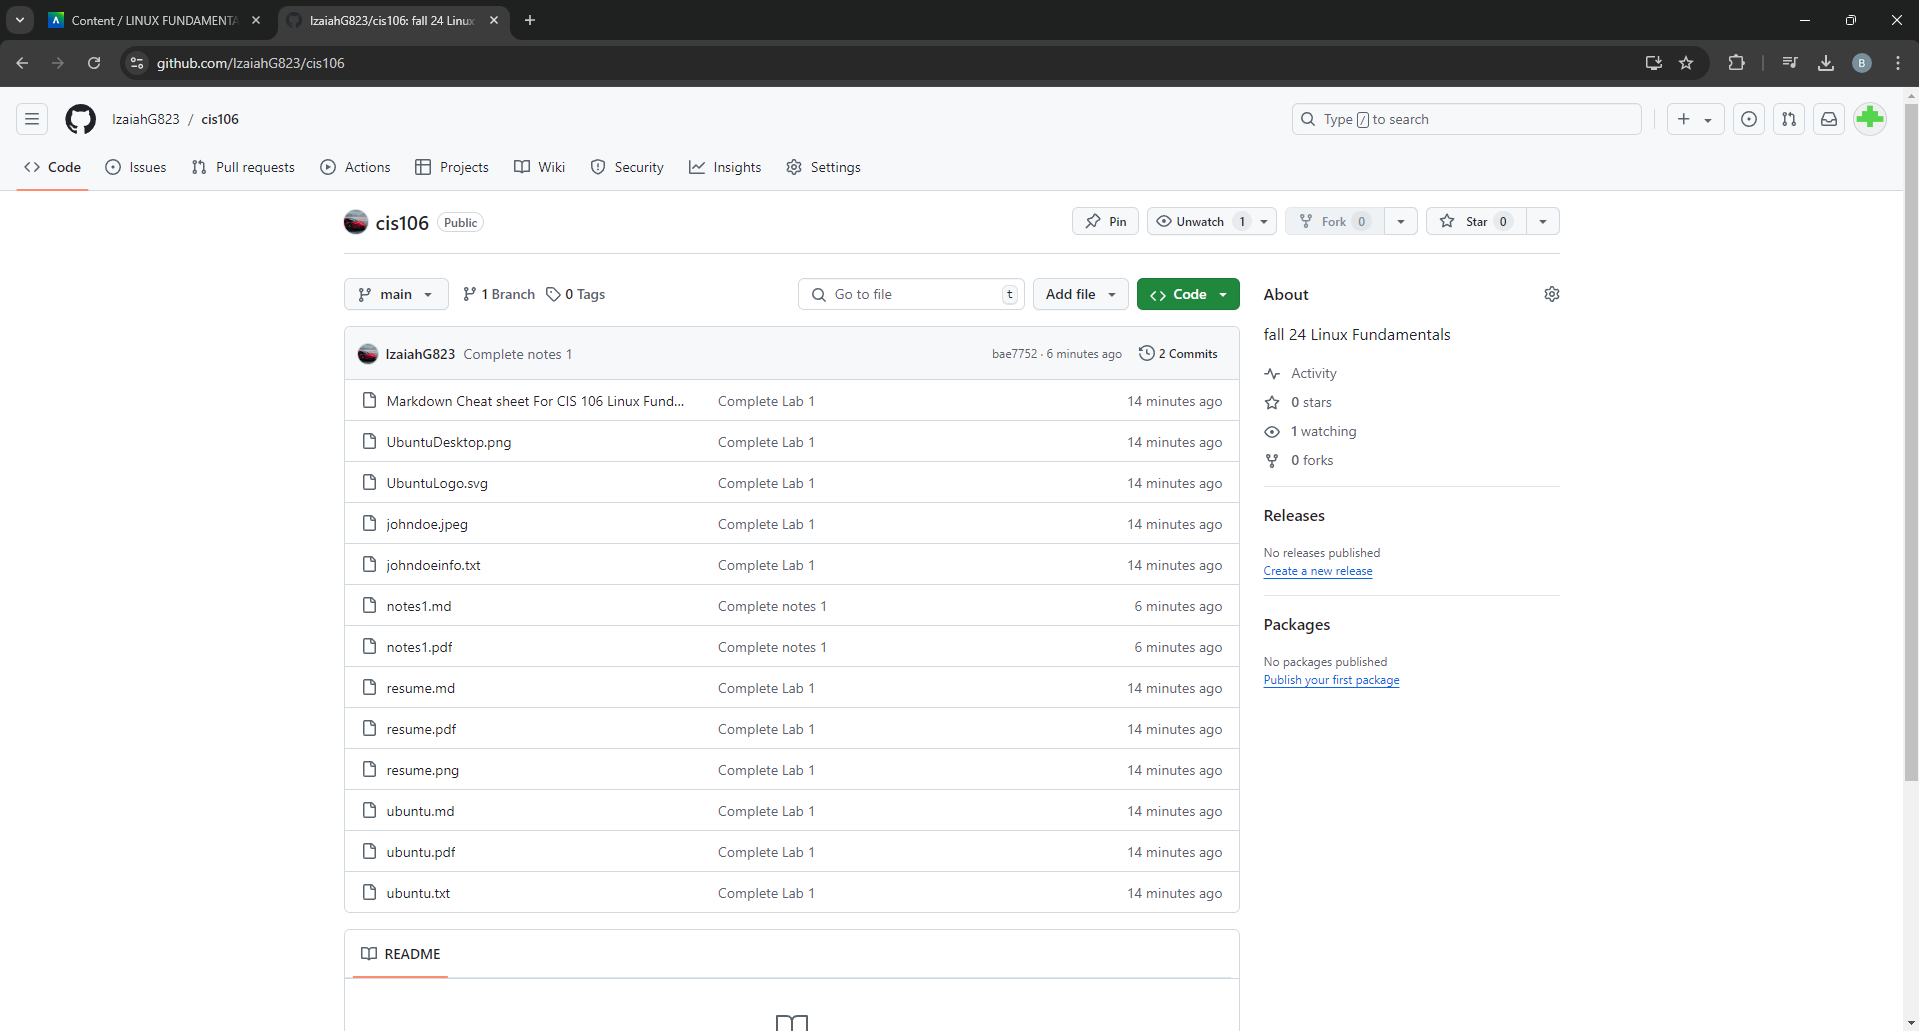 Content / LINUX FUNDAMENTA
IzaiahG823/cis106: fall 24 Linux
github.com/IzaiahG823/cis106
B
IzaiahG823 / cis106
Type / to search
Code
Issues
Pull requests
Actions
Projects
Wiki
Security
Insights
Settings
cis106 Public
Pin
Unwatch 1
Fork 0
Star 0
main
1 Branch
0 Tags
Go to file t
Add file
Code
IzaiahG823 Complete notes 1 bae7752 · 6 minutes ago 2 Commits
Markdown Cheat sheet For CIS 106 Linux Fund... Complete Lab 1 14 minutes ago
UbuntuDesktop.png Complete Lab 1 14 minutes ago
UbuntuLogo.svg Complete Lab 1 14 minutes ago
johndoe.jpeg Complete Lab 1 14 minutes ago
johndoeinfo.txt Complete Lab 1 14 minutes ago
notes1.md Complete notes 1 6 minutes ago
notes1.pdf Complete notes 1 6 minutes ago
resume.md Complete Lab 1 14 minutes ago
resume.pdf Complete Lab 1 14 minutes ago
resume.png Complete Lab 1 14 minutes ago
ubuntu.md Complete Lab 1 14 minutes ago
ubuntu.pdf Complete Lab 1 14 minutes ago
ubuntu.txt Complete Lab 1 14 minutes ago
README
About
fall 24 Linux Fundamentals
Activity
0 stars
1 watching
0 forks
Releases
No releases published
Create a new release
Packages
No packages published
Publish your first package